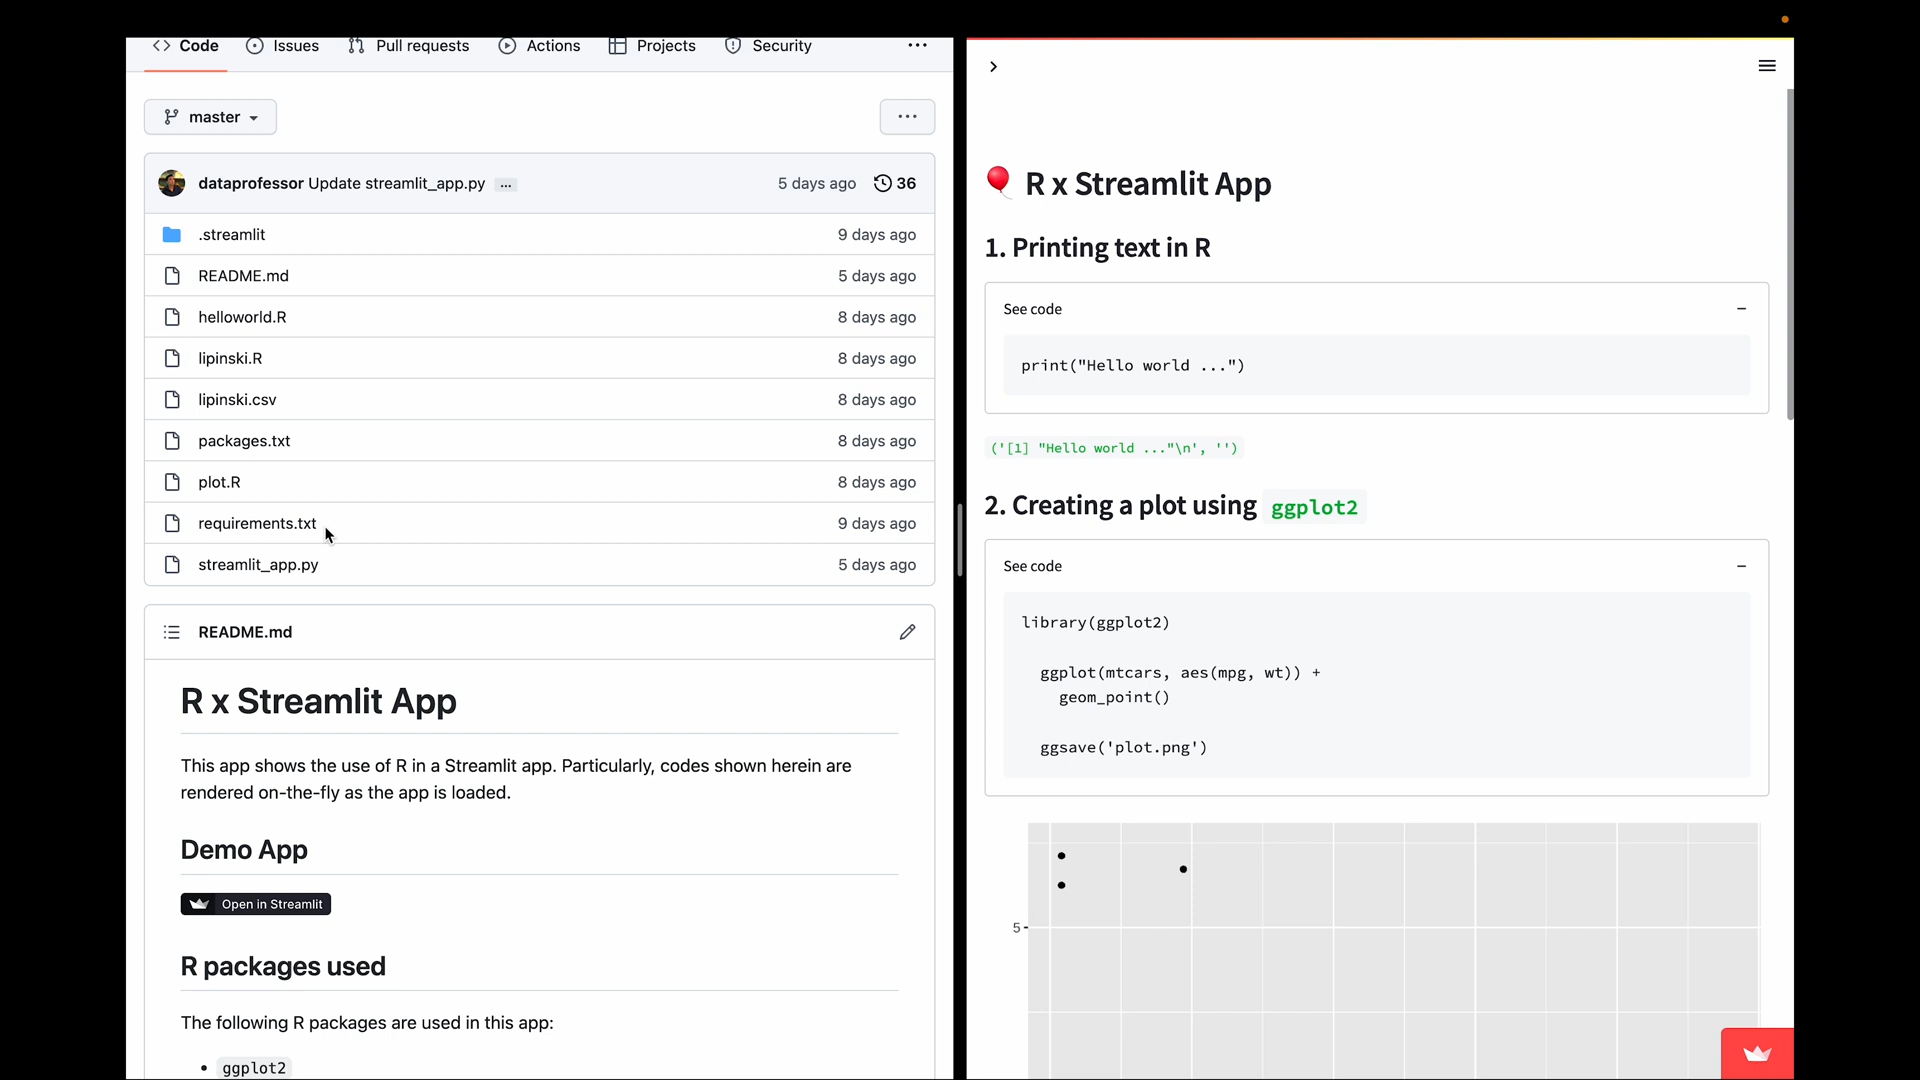 Code Issues Pull requests Actions Projects Security ...
master
...
dataprofessor Update streamlit_app.py ... 5 days ago 36
.streamlit 9 days ago
README.md 5 days ago
helloworld.R 8 days ago
lipinski.R 8 days ago
lipinski.csv 8 days ago
packages.txt 8 days ago
plot.R 8 days ago
requirements.txt 9 days ago
streamlit_app.py 5 days ago
README.md
R x Streamlit App
This app shows the use of R in a Streamlit app. Particularly, codes shown herein are
rendered on-the-fly as the app is loaded.
Demo App
Open in Streamlit
R packages used
The following R packages are used in this app:
• ggplot2
R x Streamlit App
1. Printing text in R
See code
print("Hello world ...")
('[1] "Hello world ..."\n', '')
2. Creating a plot using ggplot2
See code
library(ggplot2)
ggplot(mtcars, aes(mpg, wt)) +
geom_point()
ggsave('plot.png')
5